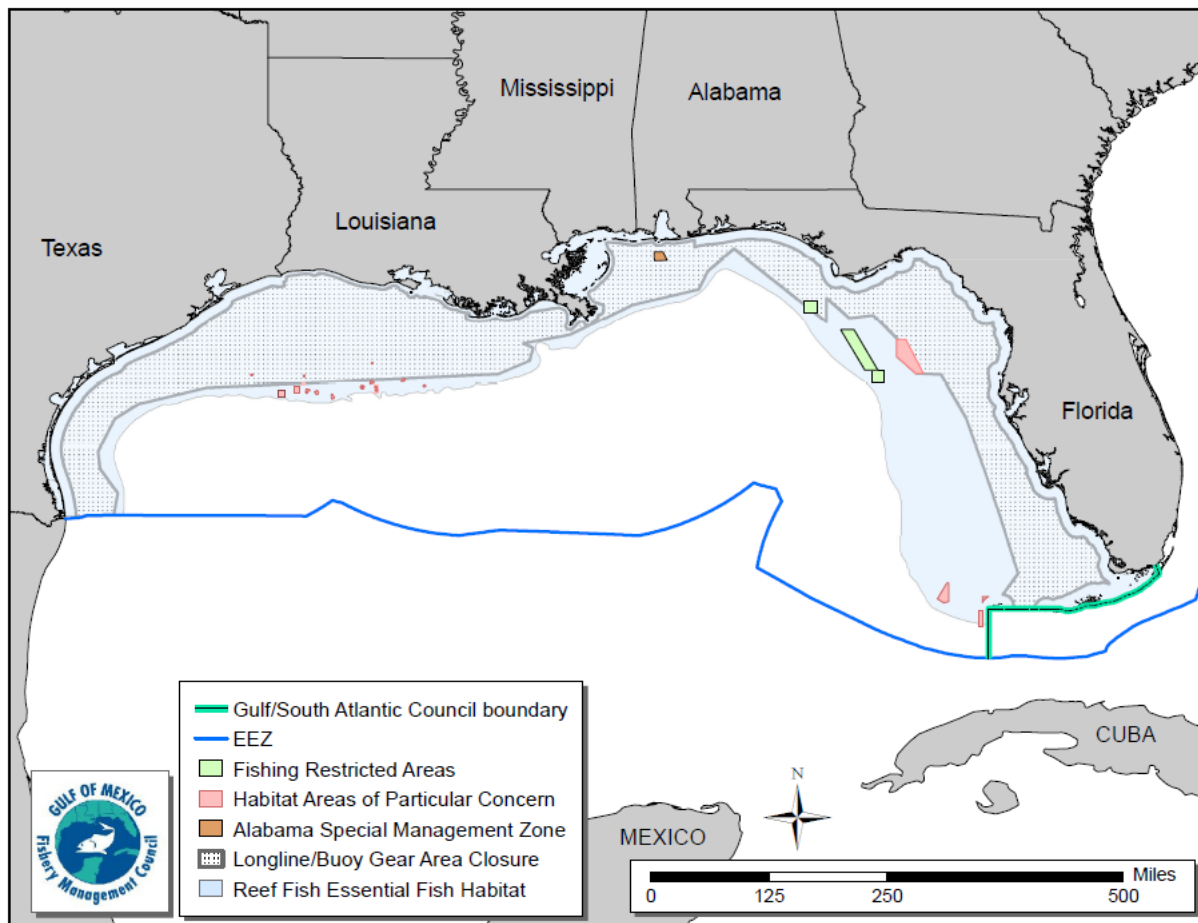 Mississippi
Alabama
Louisiana
Texas
Florida
Gulf/South Atlantic Council boundary
EEZ
Fishing Restricted Areas
Habitat Areas of Particular Concern
Alabama Special Management Zone
Longline/Buoy Gear Area Closure
Reef Fish Essential Fish Habitat
GULF OF MEXICO
Fishery Management Council
CUBA
N
MEXICO
Miles
0 125 250 500